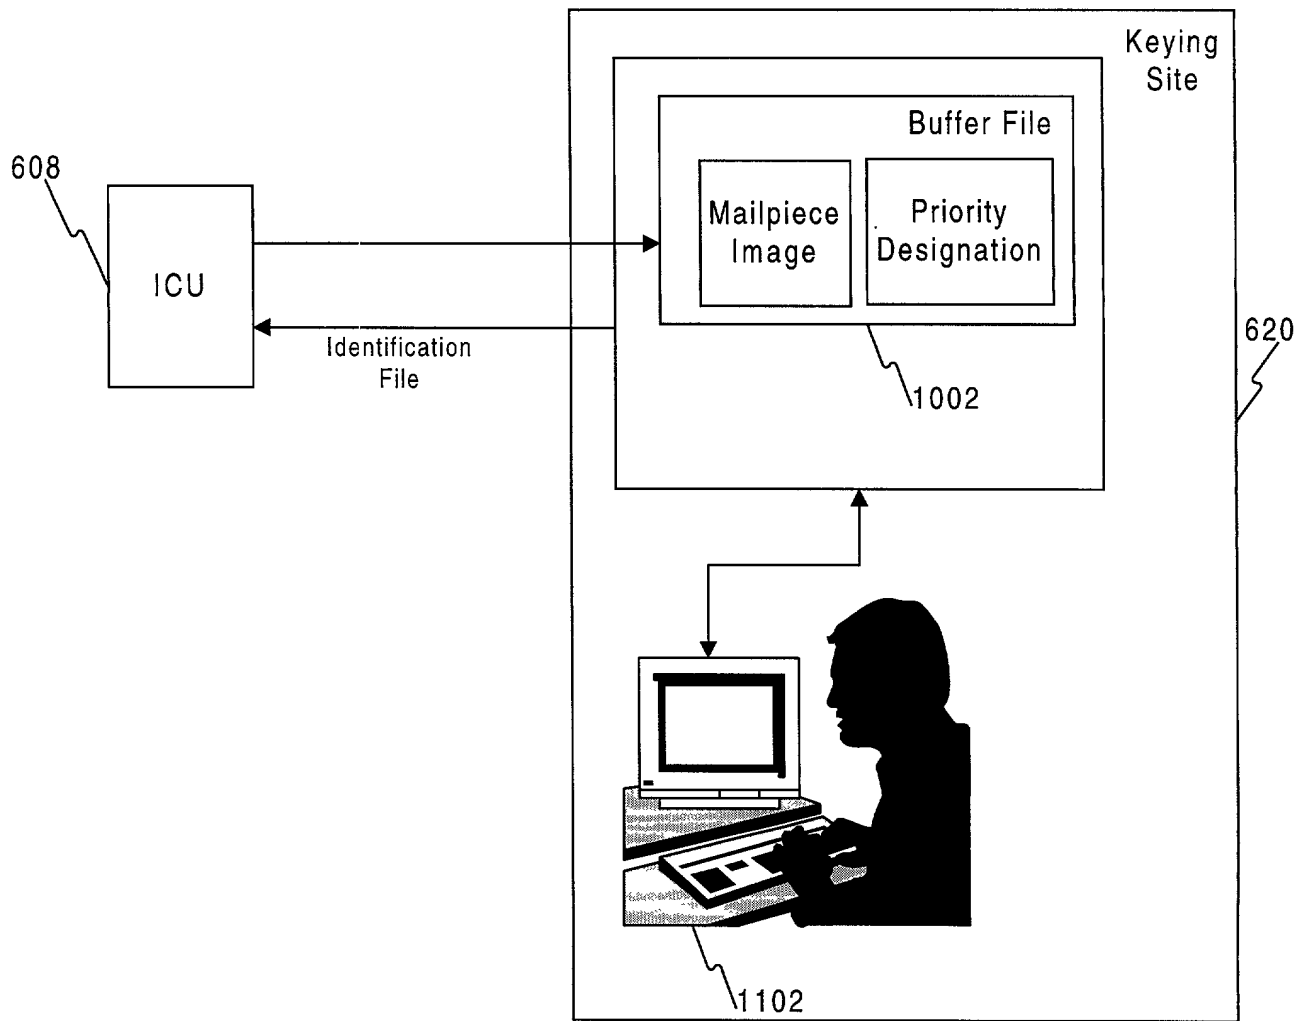 Keying
Site
Buffer File
Mailpiece
Image
Priority
Designation
608
ICU
Identification
File
620
1002
1102